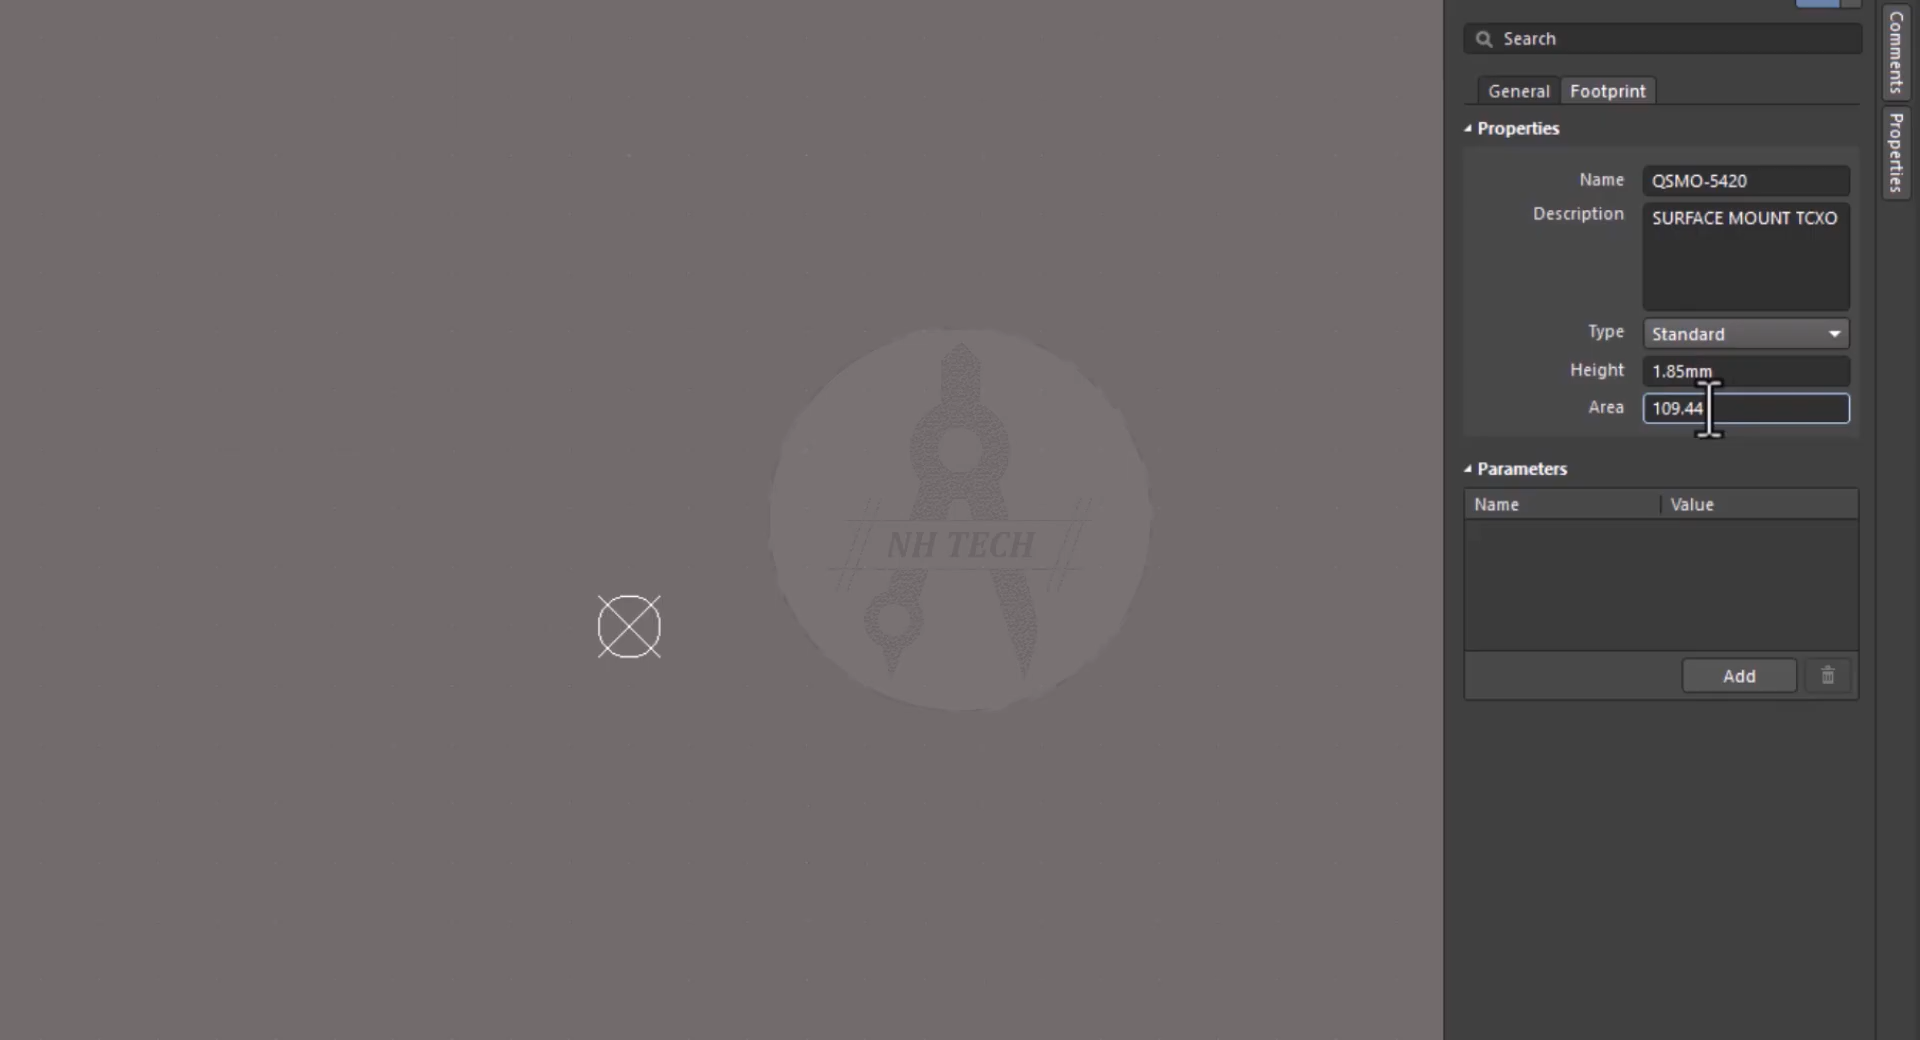 Search
General
Footprint
Properties
Name
QSMO-5420
Description
SURFACE MOUNT TCXO
Type
Standard
Height
1.85mm
Area
109.44
Parameters
Name
Value
Add
Comments
Properties
NH TECH